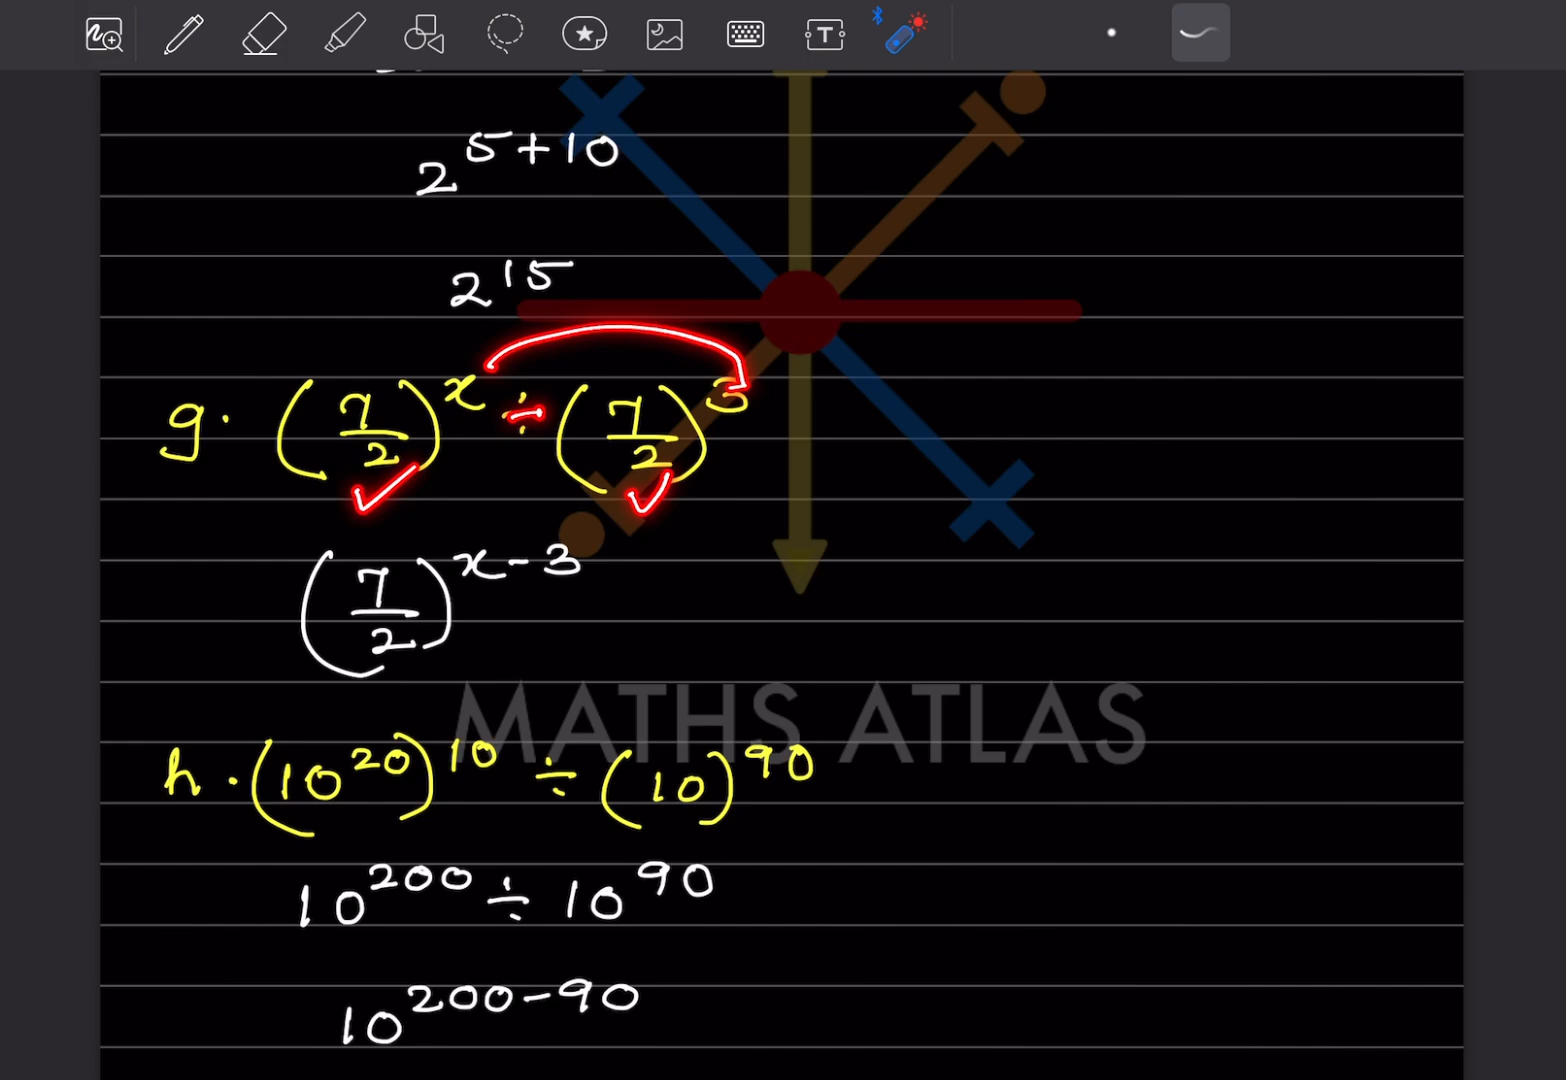 2^{5+10}
2^{15}
g. (7/2)^x ÷ (7/2)^3
(7/2)^{x-3}
MATHS ATLAS
h. (10^{20})^{10} ÷ (10)^{90}
10^{200} ÷ 10^{90}
10^{200-90}